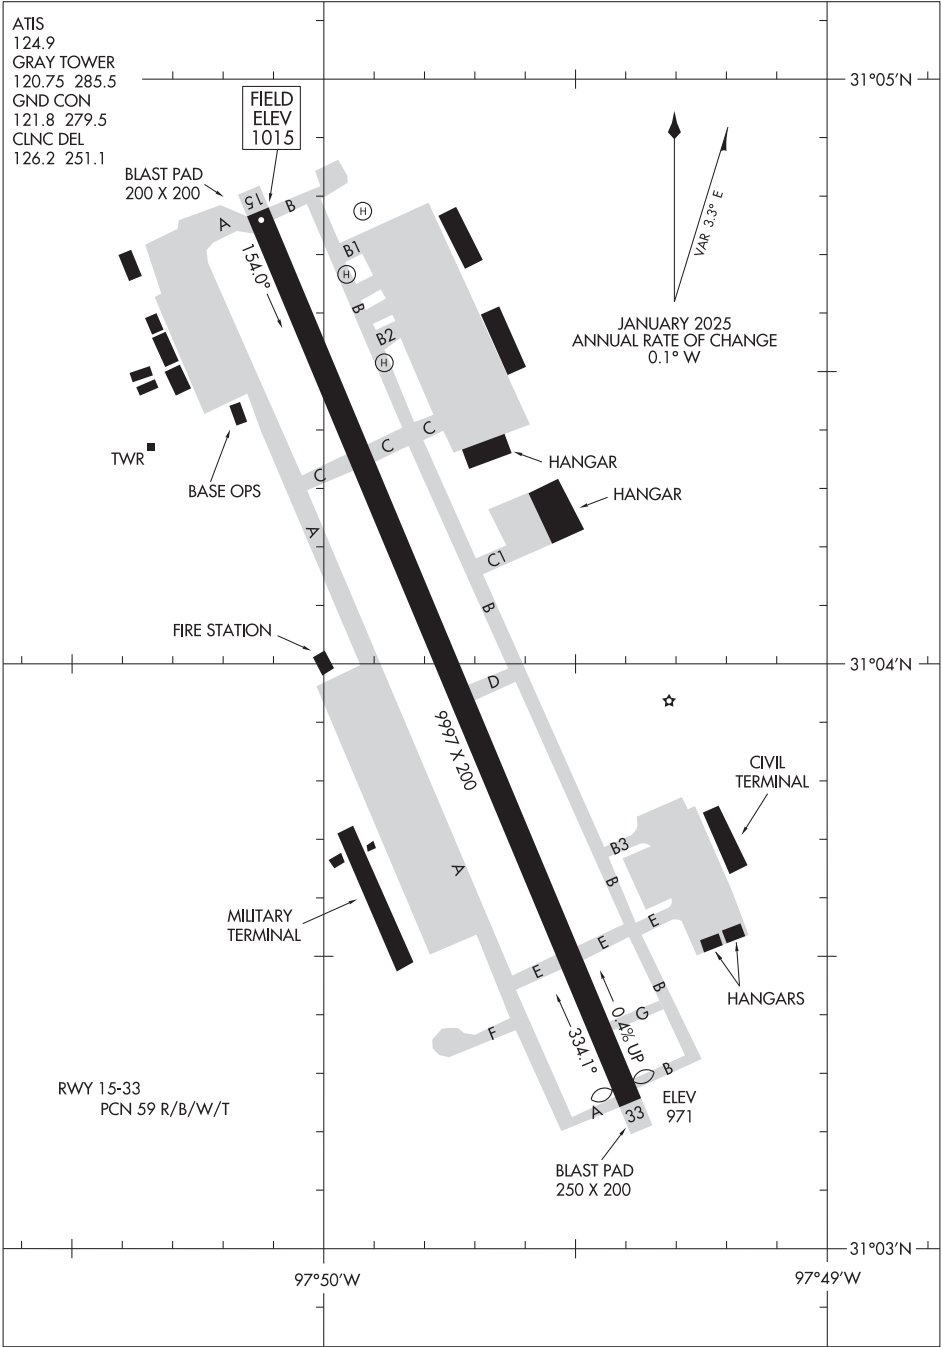 ATIS
124.9
GRAY TOWER
120.75 285.5
GND CON
121.8 279.5
CLNC DEL
126.2 251.1
31°05'N
FIELD
ELEV
1015
BLAST PAD
200 X 200
15
A
B
H
VAR 3.3° E
B1
154.0°
H
B
JANUARY 2025
ANNUAL RATE OF CHANGE
0.1° W
B2
H
C
C
C
TWR
BASE OPS
HANGAR
HANGAR
A
C1
B
FIRE STATION
31°04'N
D
9997 X 200
CIVIL
TERMINAL
B3
A
B
MILITARY
TERMINAL
E
E
E
B
HANGARS
F
G
334.1°
0.4% UP
B
RWY 15-33
PCN 59 R/B/W/T
A
33
ELEV
971
BLAST PAD
250 X 200
31°03'N
97°50'W
97°49'W